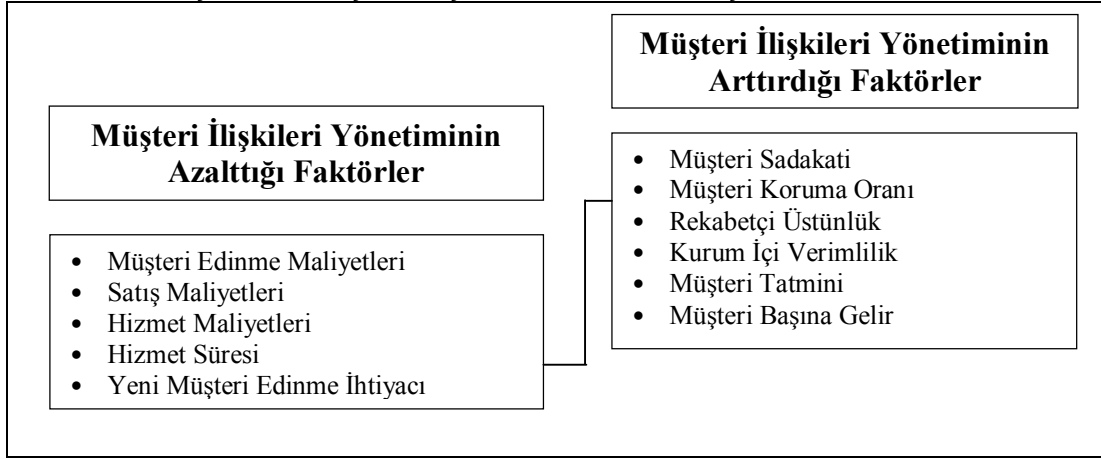 Müşteri İlişkileri Yönetiminin
Azalttığı Faktörler
• Müşteri Edinme Maliyetleri
• Satış Maliyetleri
• Hizmet Maliyetleri
• Hizmet Süresi
• Yeni Müşteri Edinme İhtiyacı
Müşteri İlişkileri Yönetiminin
Arttırdığı Faktörler
• Müşteri Sadakati
• Müşteri Koruma Oranı
• Rekabetçi Üstünlük
• Kurum İçi Verimlilik
• Müşteri Tatmini
• Müşteri Başına Gelir